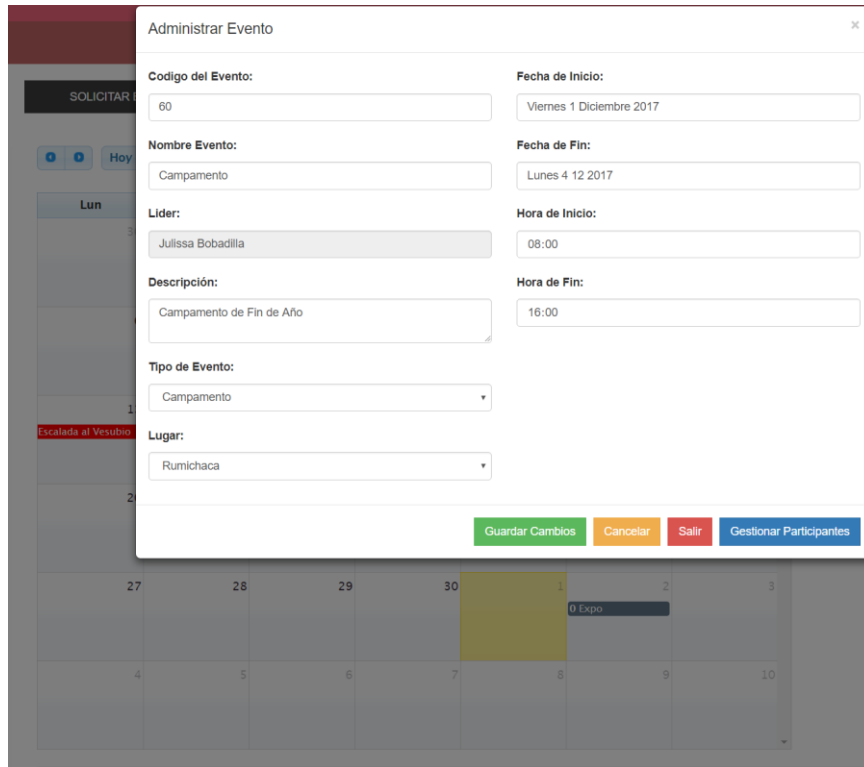 Administrar Evento
×
Codigo del Evento:
60
Nombre Evento:
Campamento
Lider:
Julissa Bobadilla
Descripción:
Campamento de Fin de Año
Tipo de Evento:
Campamento
Lugar:
Rumichaca
Fecha de Inicio:
Viernes 1 Diciembre 2017
Fecha de Fin:
Lunes 4 12 2017
Hora de Inicio:
08:00
Hora de Fin:
16:00
Guardar Cambios
Cancelar
Salir
Gestionar Participantes
SOLICITAR
Hoy
Lun
Escalada al Vesubio
27 28 29 30 1 2 3
0 Expo
4 5 6 7 8 9 10